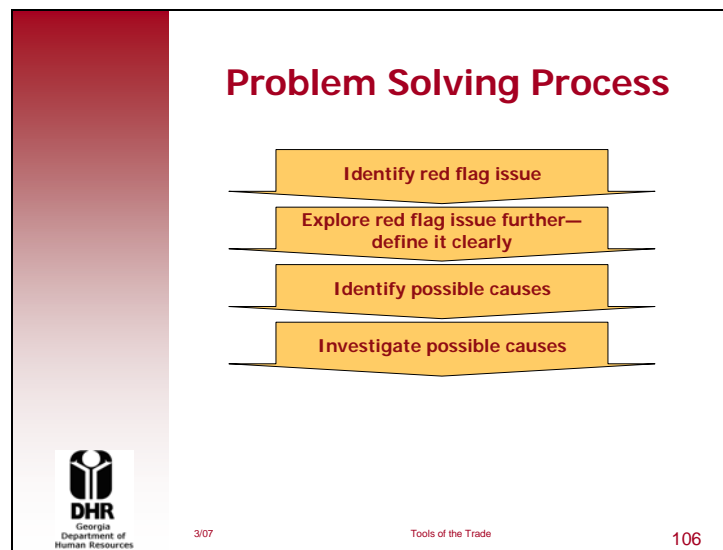 Problem Solving Process
Identify red flag issue
Explore red flag issue further—
define it clearly
Identify possible causes
Investigate possible causes
DHR
Georgia
Department of
Human Resources
3/07
Tools of the Trade
106